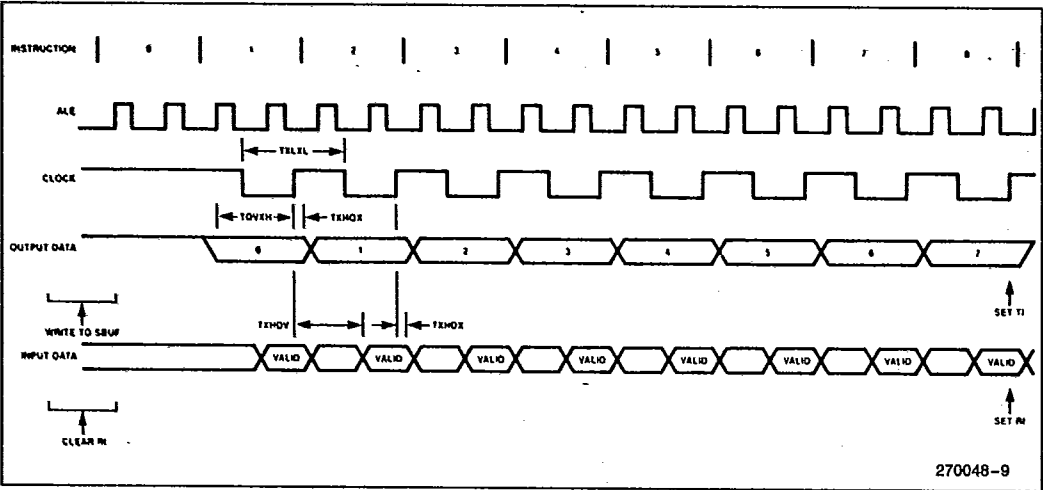 INSTRUCTION | 0 | 1 | 2 | 3 | 4 | 5 | 6 | 7 | 8 |
ALE
TXLXL
CLOCK
TQVXH TXHQX
OUTPUT DATA 0 1 2 3 4 5 6 7
WRITE TO SBUF
SET TI
TXHDV TXHDX
INPUT DATA VALID VALID VALID VALID VALID VALID VALID VALID
CLEAR RI
SET RI
270048-9